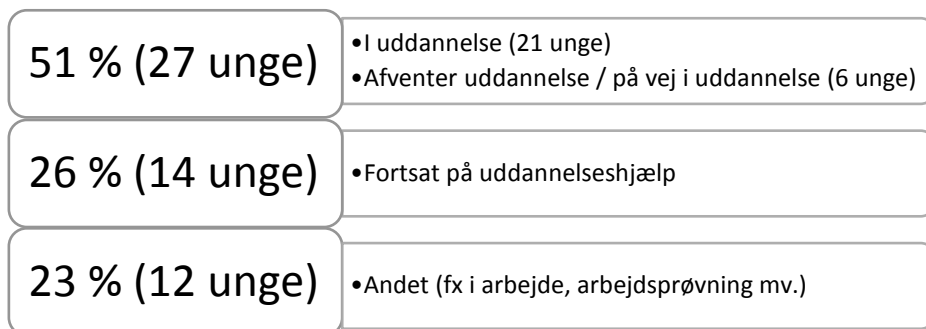 51 % (27 unge)
•I uddannelse (21 unge)
•Afventer uddannelse / på vej i uddannelse (6 unge)
26 % (14 unge)
•Fortsat på uddannelseshjælp
23 % (12 unge)
•Andet (fx i arbejde, arbejdsprøvning mv.)